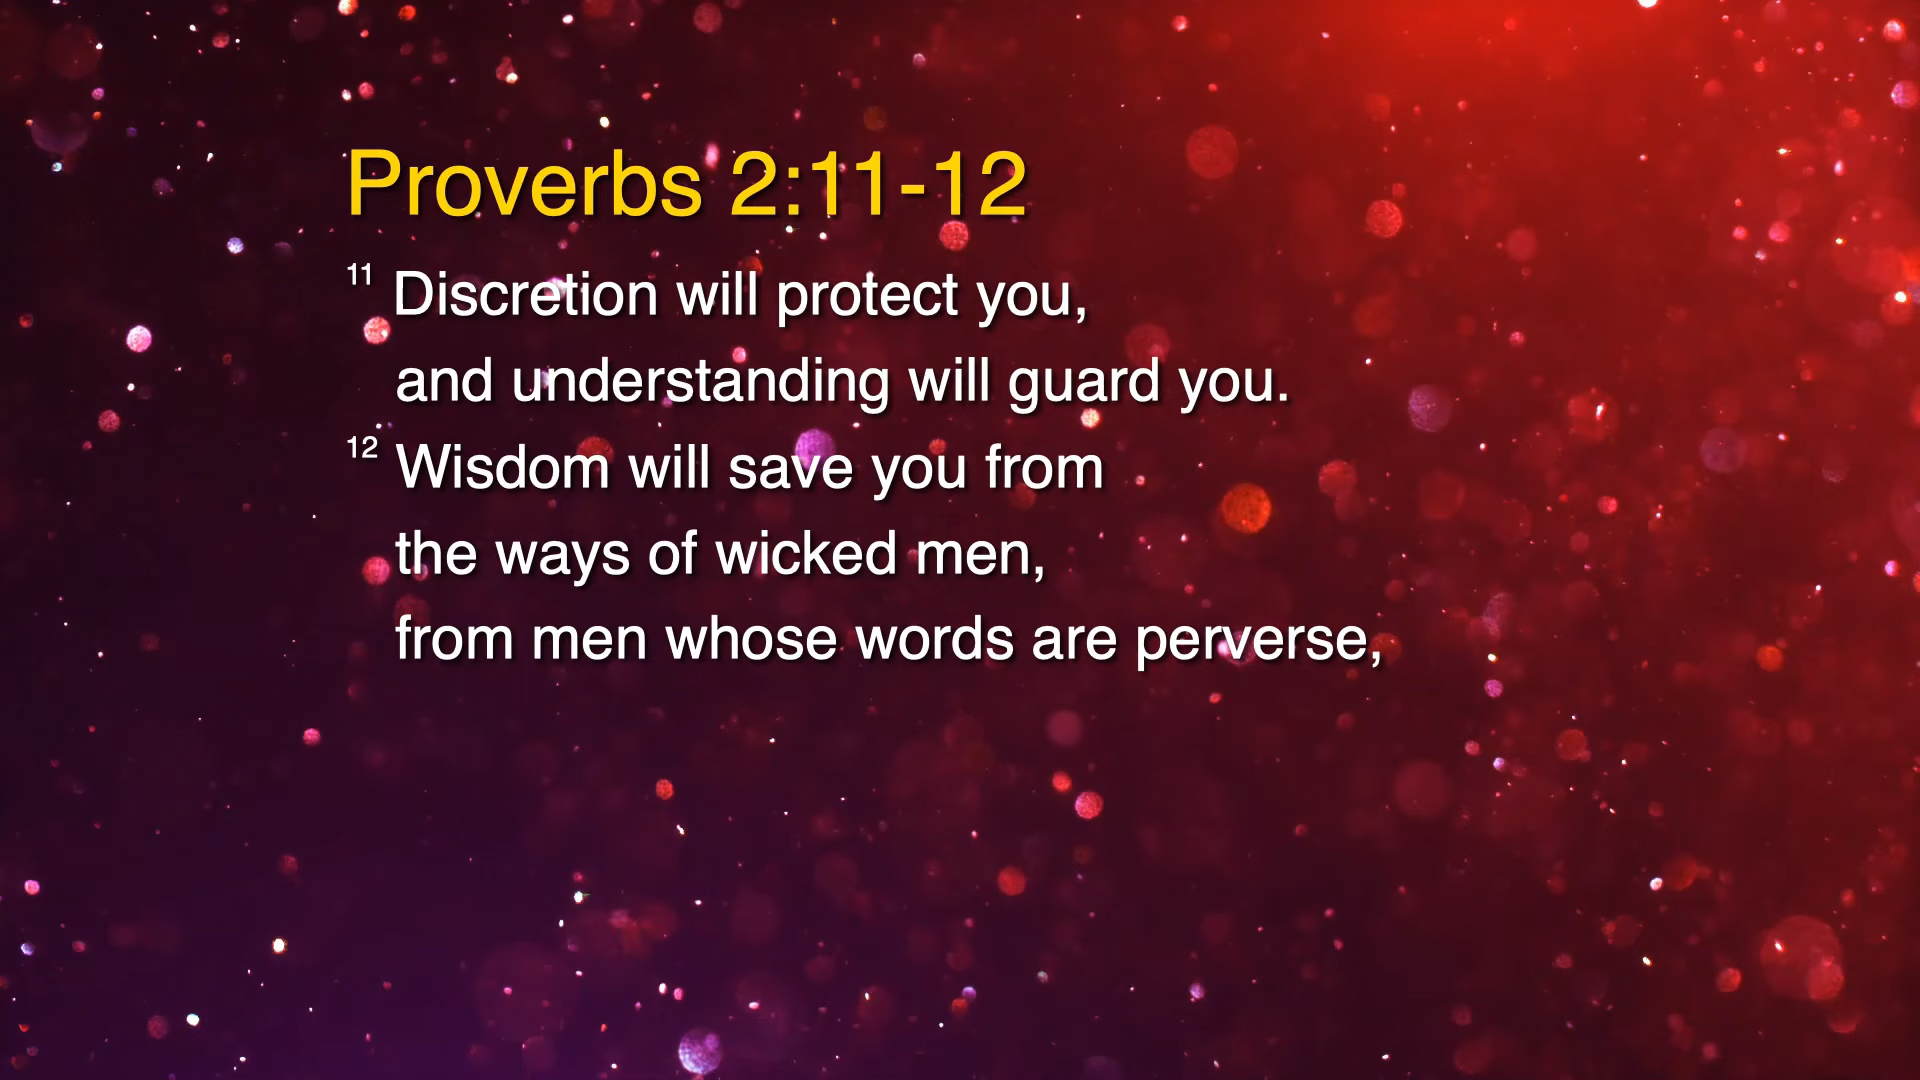 Proverbs 2:11-12
11 Discretion will protect you,
and understanding will guard you.
12 Wisdom will save you from
the ways of wicked men,
from men whose words are perverse,